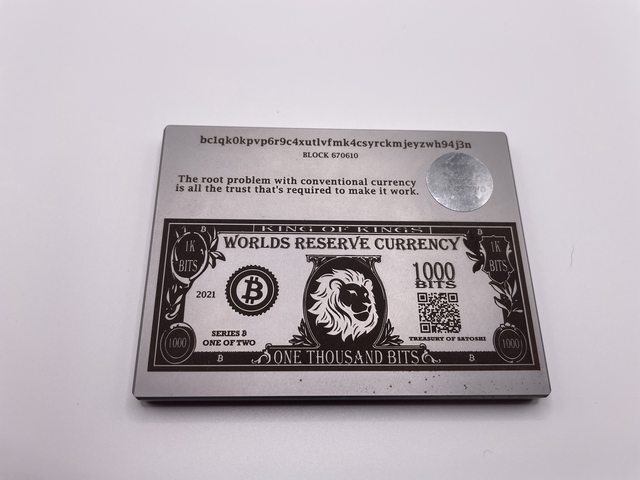 bc1qk0kpvp6r9c4xutlvfmk4csyrckmjeyzwh94j3n
BLOCK 670610
The root problem with conventional currency
is all the trust that's required to make it work.
1 B KING OF KINGS B 1
WORLDS RESERVE CURRENCY
1K
BITS
1000
BITS
1K
BITS
2021
SERIES B
ONE OF TWO
TREASURY OF SATOSHI
1000
B
ONE THOUSAND BITS
B
1000